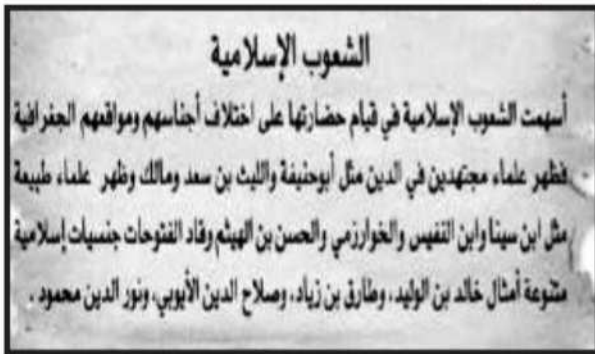 الشعوب الإسلامية
أسهمت الشعوب الإسلامية في قيام حضارتها على اختلاف أجناسهم ومواقعهم الجغرافية
فظهر علماء مجتهدين في الدين مثل أبوحنيفة والليث بن سعد ومالك وظهر علماء طبيعة
مثل ابن سينا وابن النفيس والخوارزمي والحسن بن الهيثم وقاد الفتوحات جنسيات إسلامية
متنوعة أمثال خالد بن الوليد، وطارق بن زياد، وصلاح الدين الأيوبي، ونور الدين محمود .